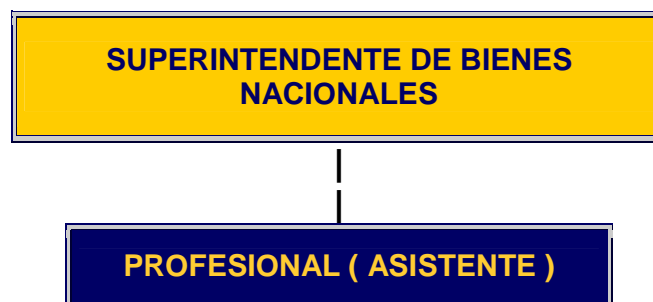 SUPERINTENDENTE DE BIENES
NACIONALES
PROFESIONAL ( ASISTENTE )